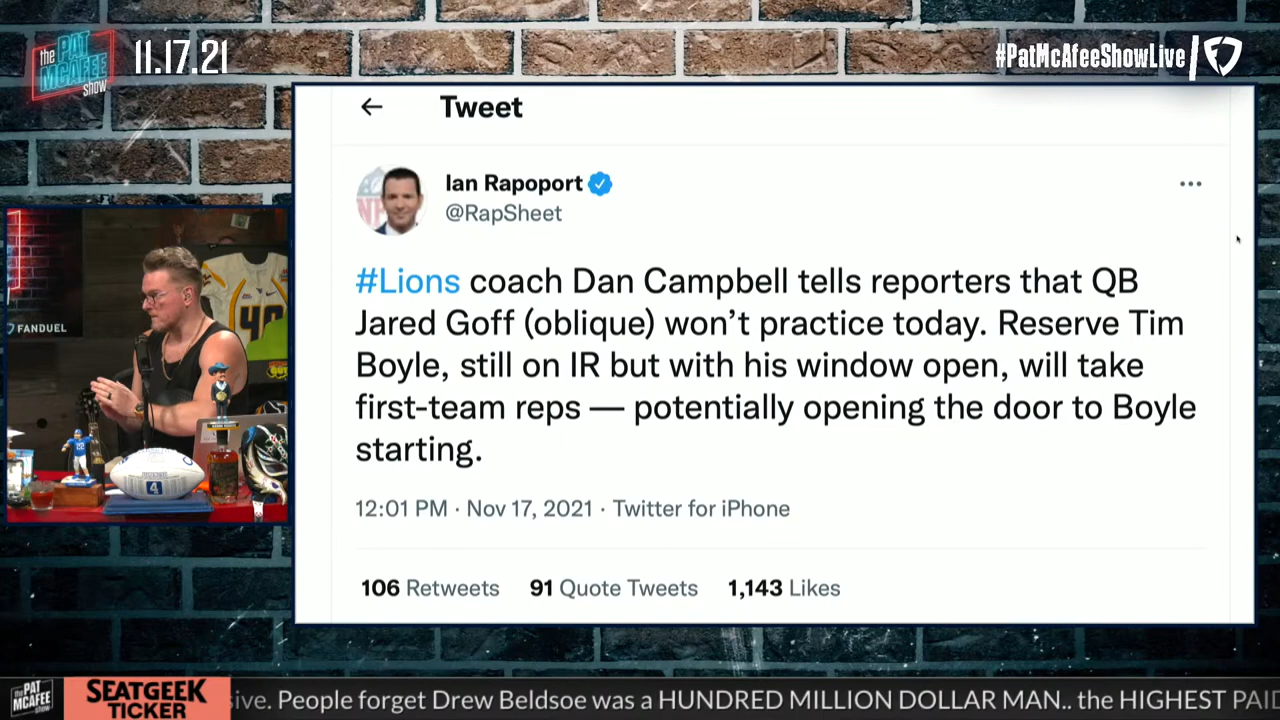 the PAT MCAFEE show
11.17.21
#PatMcAfeeShowLive
Tweet
Ian Rapoport
@RapSheet
#Lions coach Dan Campbell tells reporters that QB
Jared Goff (oblique) won’t practice today. Reserve Tim
Boyle, still on IR but with his window open, will take
first-team reps — potentially opening the door to Boyle
starting.
12:01 PM · Nov 17, 2021 · Twitter for iPhone
106 Retweets 91 Quote Tweets 1,143 Likes
FANDUEL
4
the PAT MCAFEE show
SEATGEEK
TICKER
sive. People forget Drew Beldsoe was a HUNDRED MILLION DOLLAR MAN.. the HIGHEST PAID